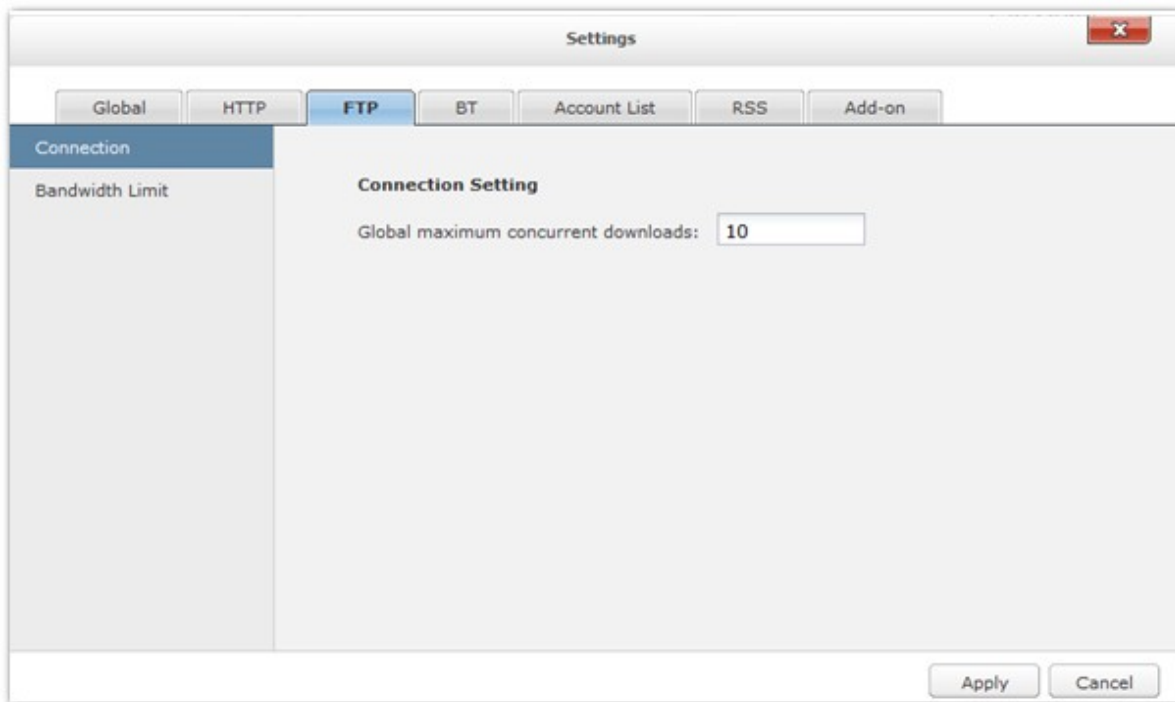 Settings
Global HTTP FTP BT Account List RSS Add-on
Connection
Bandwidth Limit
Connection Setting
Global maximum concurrent downloads: 10
Apply Cancel